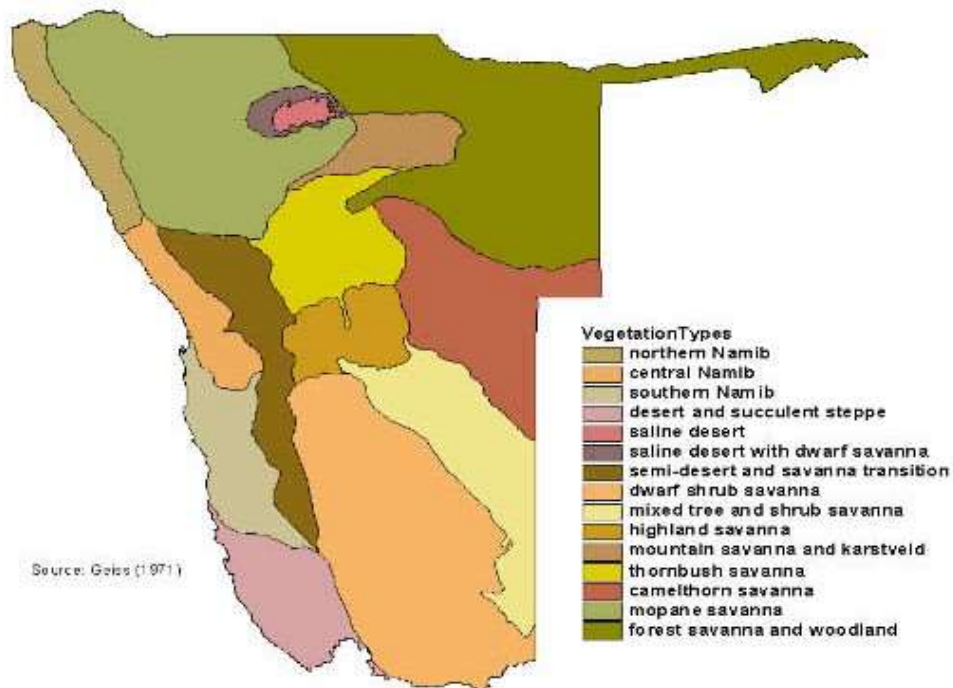 VegetationTypes
northern Namib
central Namib
southern Namib
desert and succulent steppe
saline desert
saline desert with dwarf savanna
semi-desert and savanna transition
dwarf shrub savanna
mixed tree and shrub savanna
highland savanna
mountain savanna and karstveld
thornbush savanna
camelthorn savanna
mopane savanna
forest savanna and woodland
Source: Geiss (1971)